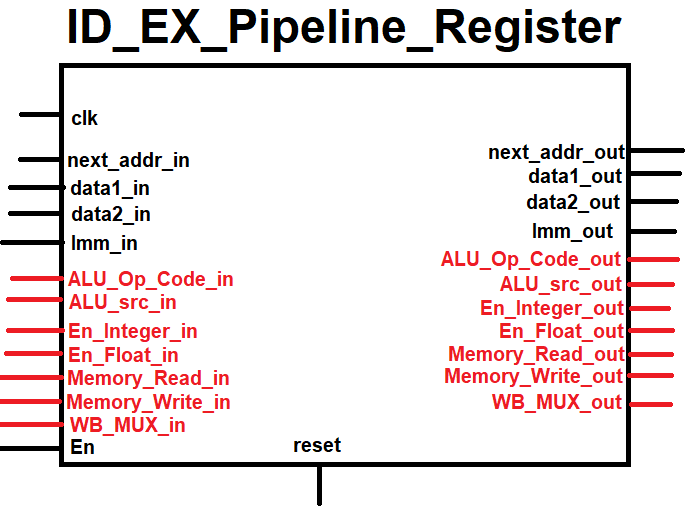 ID_EX_Pipeline_Register
clk
next_addr_in
data1_in
data2_in
Imm_in
ALU_Op_Code_in
ALU_src_in
En_Integer_in
En_Float_in
Memory_Read_in
Memory_Write_in
WB_MUX_in
En
reset
next_addr_out
data1_out
data2_out
Imm_out
ALU_Op_Code_out
ALU_src_out
En_Integer_out
En_Float_out
Memory_Read_out
Memory_Write_out
WB_MUX_out